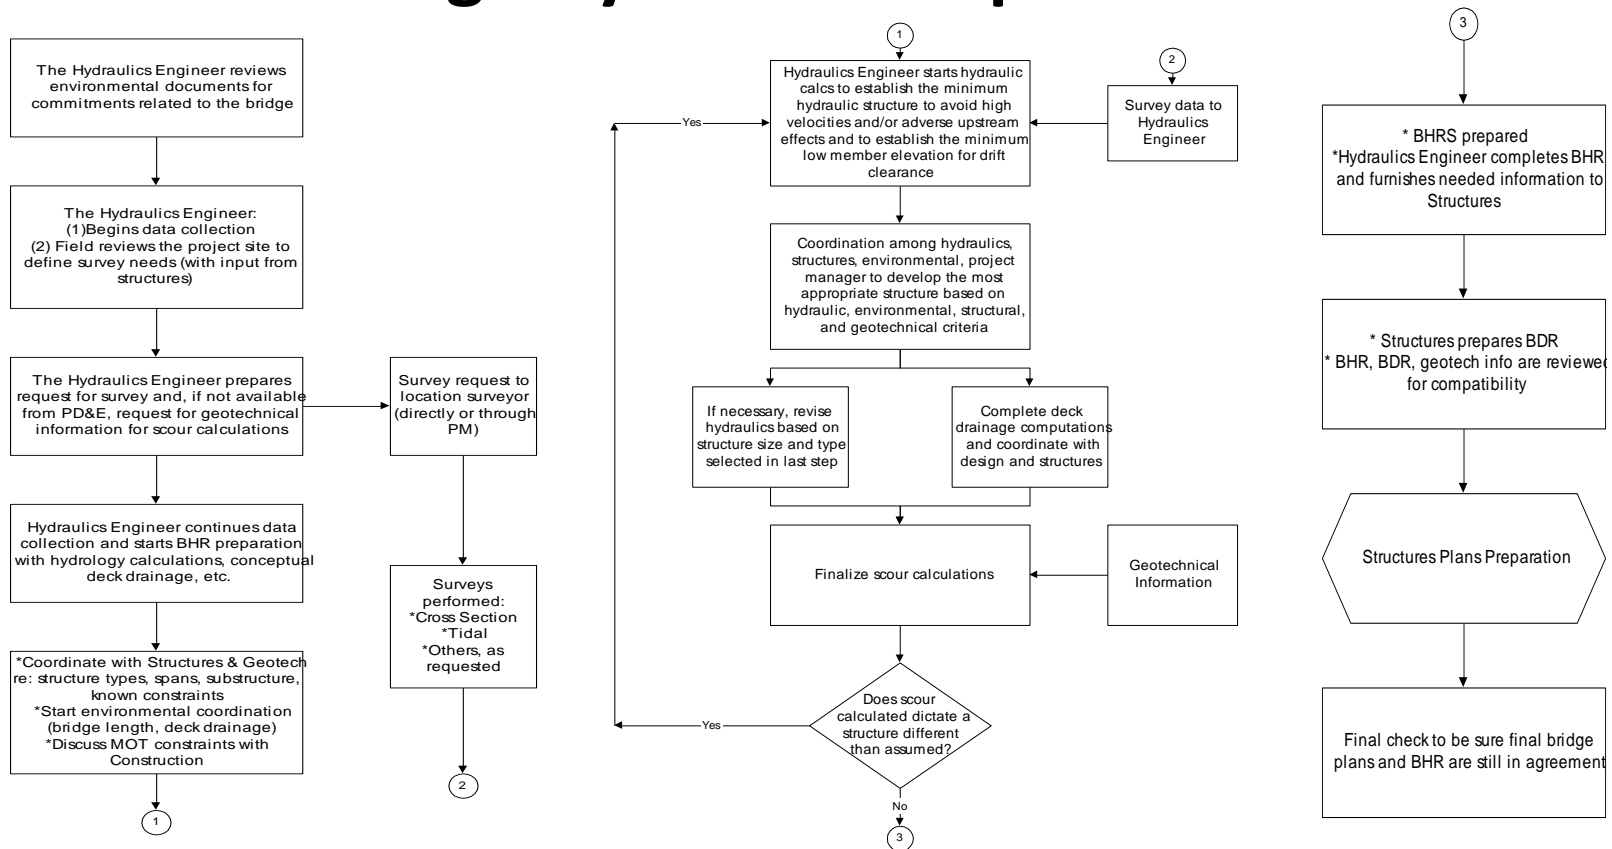 The Hydraulics Engineer reviews
environmental documents for
commitments related to the bridge
The Hydraulics Engineer:
(1)Begins data collection
(2) Field reviews the project site to
define survey needs (with input from
structures)
The Hydraulics Engineer prepares
request for survey and, if not available
from PD&E, request for geotechnical
information for scour calculations
Hydraulics Engineer continues data
collection and starts BHR preparation
with hydrology calculations, conceptual
deck drainage, etc.
*Coordinate with Structures & Geotech
re: structure types, spans, substructure,
known constraints
*Start environmental coordination
(bridge length, deck drainage)
*Discuss MOT constraints with
Construction
1
Survey request to
location surveyor
(directly or through
PM)
Surveys
performed:
*Cross Section
*Tidal
*Others, as
requested
2
1
Hydraulics Engineer starts hydraulic
calcs to establish the minimum
hydraulic structure to avoid high
velocities and/or adverse upstream
effects and to establish the minimum
low member elevation for drift
clearance
Yes
2
Survey data to
Hydraulics
Engineer
Coordination among hydraulics,
structures, environmental, project
manager to develop the most
appropriate structure based on
hydraulic, environmental, structural,
and geotechnical criteria
If necessary, revise
hydraulics based on
structure size and type
selected in last step
Complete deck
drainage computations
and coordinate with
design and structures
Finalize scour calculations
Geotechnical
Information
Does scour
calculated dictate a
structure different
than assumed?
Yes
No
3
3
* BHRS prepared
*Hydraulics Engineer completes BHR
and furnishes needed information to
Structures
* Structures prepares BDR
* BHR, BDR, geotech info are reviewed
for compatibility
Structures Plans Preparation
Final check to be sure final bridge
plans and BHR are still in agreement